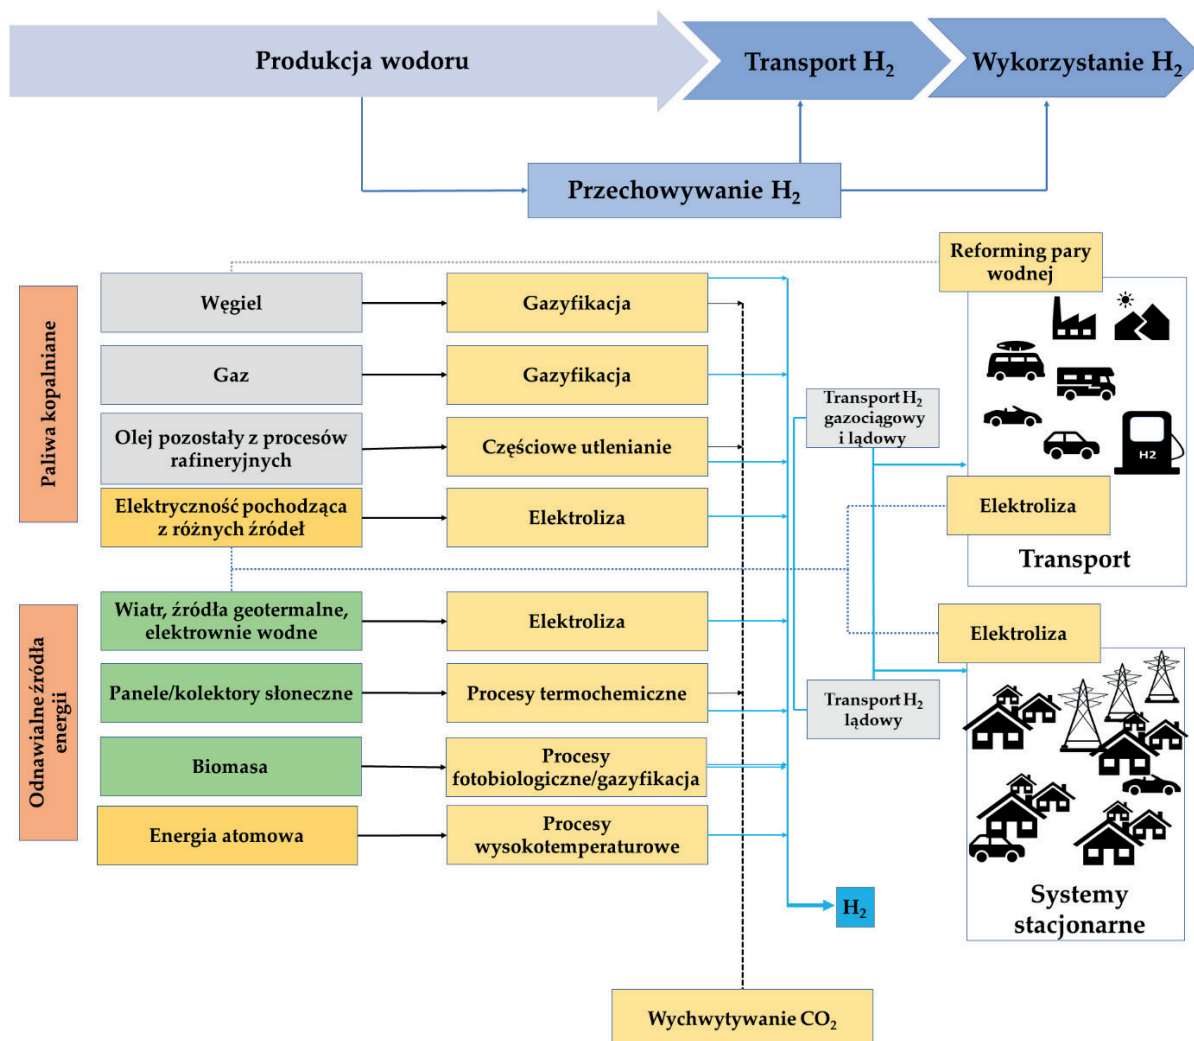 Produkcja wodoru
Transport H₂
Wykorzystanie H₂
Przechowywanie H₂
Reforming pary
wodnej
Paliwa kopalniane
Węgiel
Gazyfikacja
Gaz
Gazyfikacja
Olej pozostały z procesów
rafineryjnych
Częściowe utlenianie
Elektryczność pochodząca
z różnych źródeł
Elektroliza
Transport H₂
gazociągowy
i lądowy
H2
Elektroliza
Transport
Odnawialne źródła
energii
Wiatr, źródła geotermalne,
elektrownie wodne
Elektroliza
Panele/kolektory słoneczne
Procesy termochemiczne
Biomasa
Procesy
fotobiologiczne/gazyfikacja
Energia atomowa
Procesy
wysokotemperaturowe
Elektroliza
Transport H₂
lądowy
Systemy
stacjonarne
H₂
Wychwytywanie CO₂